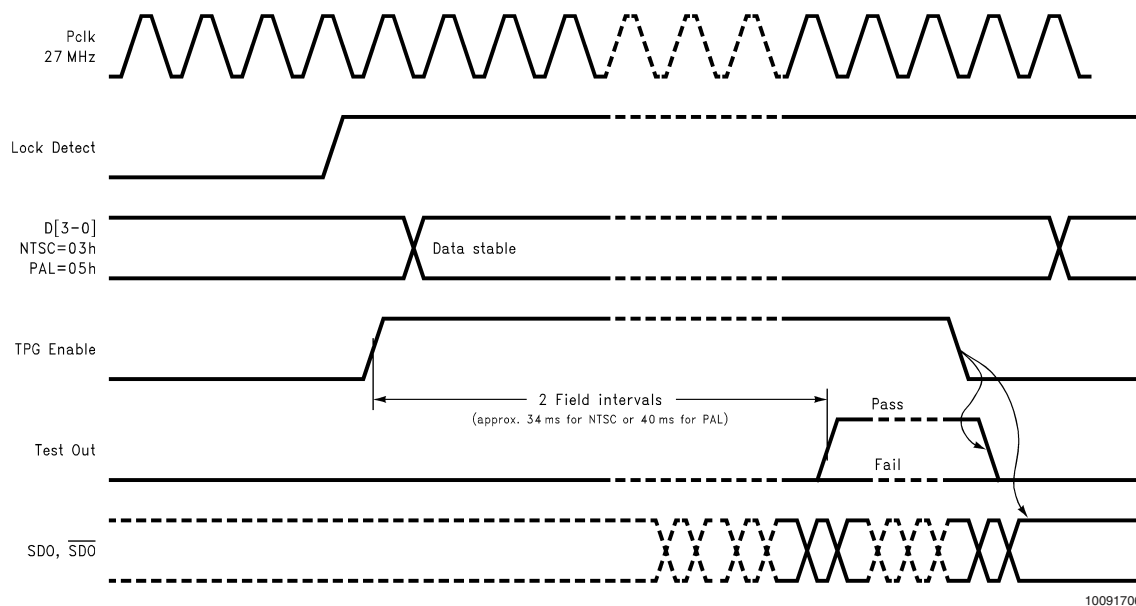 Pclk
27 MHz
Lock Detect
D[3-0]
NTSC=03h
PAL=05h
Data stable
TPG Enable
2 Field intervals
(approx. 34 ms for NTSC or 40 ms for PAL)
Pass
Test Out
Fail
SDO, S̅D̅O̅